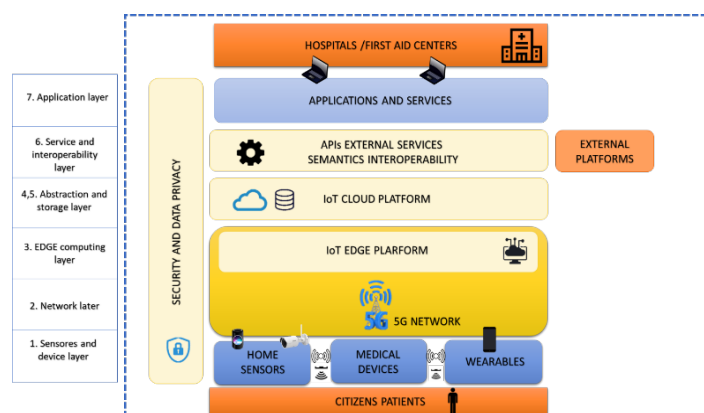 HOSPITALS /FIRST AID CENTERS
7. Application layer
APPLICATIONS AND SERVICES
6. Service and
interoperability
layer
APIs EXTERNAL SERVICES
SEMANTICS INTEROPERABILITY
EXTERNAL
PLATFORMS
4,5. Abstraction and
storage layer
IoT CLOUD PLATFORM
SECURITY AND DATA PRIVACY
3. EDGE computing
layer
IoT EDGE PLARFORM
2. Network later
5G
5G NETWORK
1. Sensores and
device layer
HOME
SENSORS
MEDICAL
DEVICES
WEARABLES
CITIZENS PATIENTS